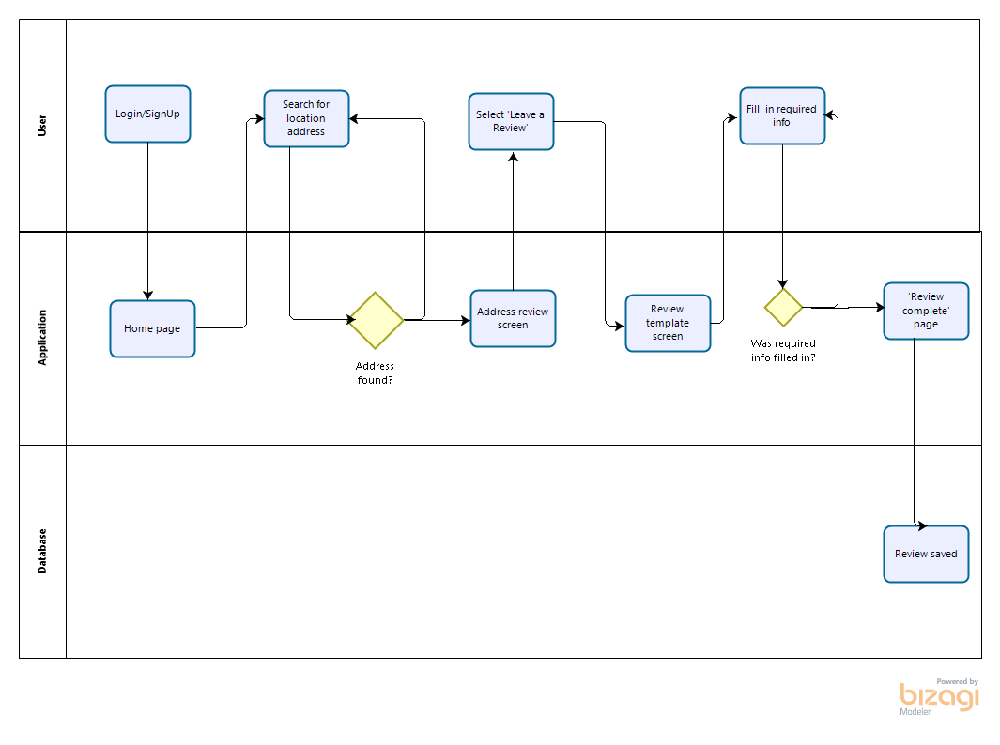 User
Login/SignUp
Search for
location
address
Select 'Leave a
Review'
Fill  in required
info
Application
Home page
Address
found?
Address review
screen
Review
template
screen
Was required
info filled in?
'Review
complete'
page
Database
Review saved
Powered by
bizagi
Modeler